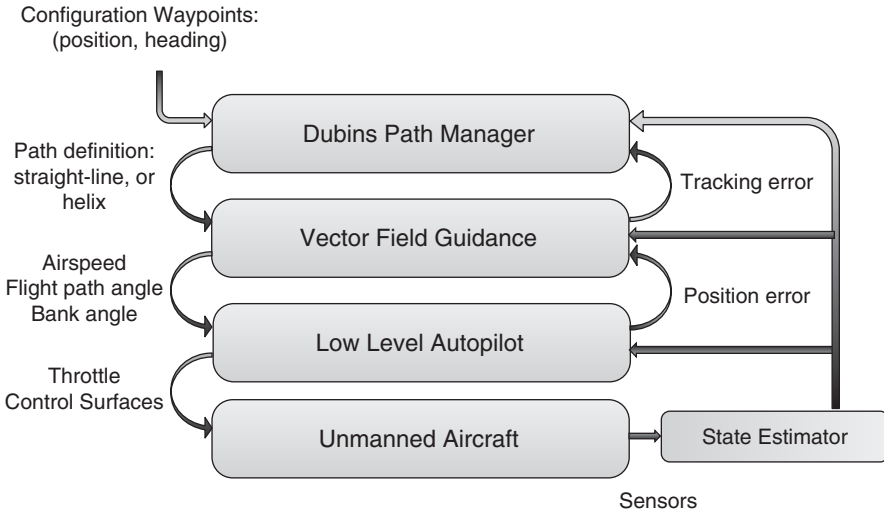 Configuration Waypoints:
(position, heading)
Dubins Path Manager
Path definition:
straight-line, or
helix
Tracking error
Vector Field Guidance
Airspeed
Flight path angle
Bank angle
Position error
Low Level Autopilot
Throttle
Control Surfaces
Unmanned Aircraft
State Estimator
Sensors